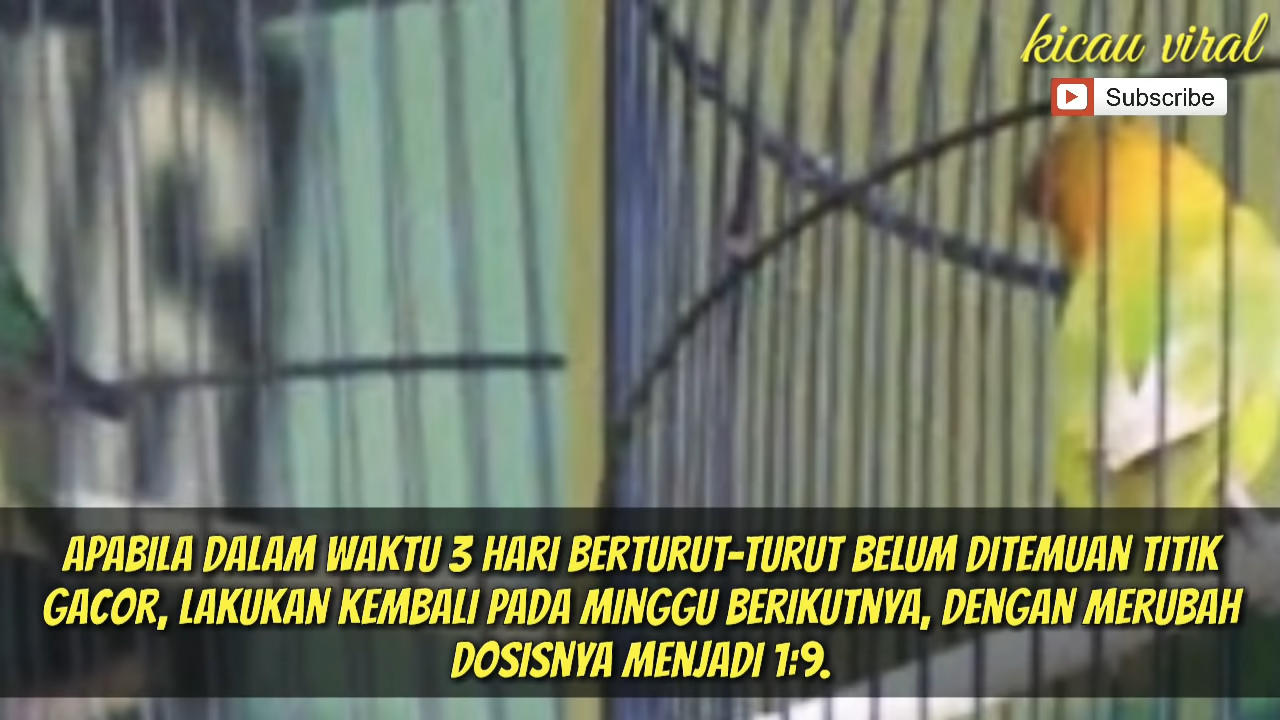 kicau viral
Subscribe
APABILA DALAM WAKTU 3 HARI BERTURUT-TURUT BELUM DITEMUAN TITIK
GACOR, LAKUKAN KEMBALI PADA MINGGU BERIKUTNYA, DENGAN MERUBAH
DOSISNYA MENJADI 1:9.